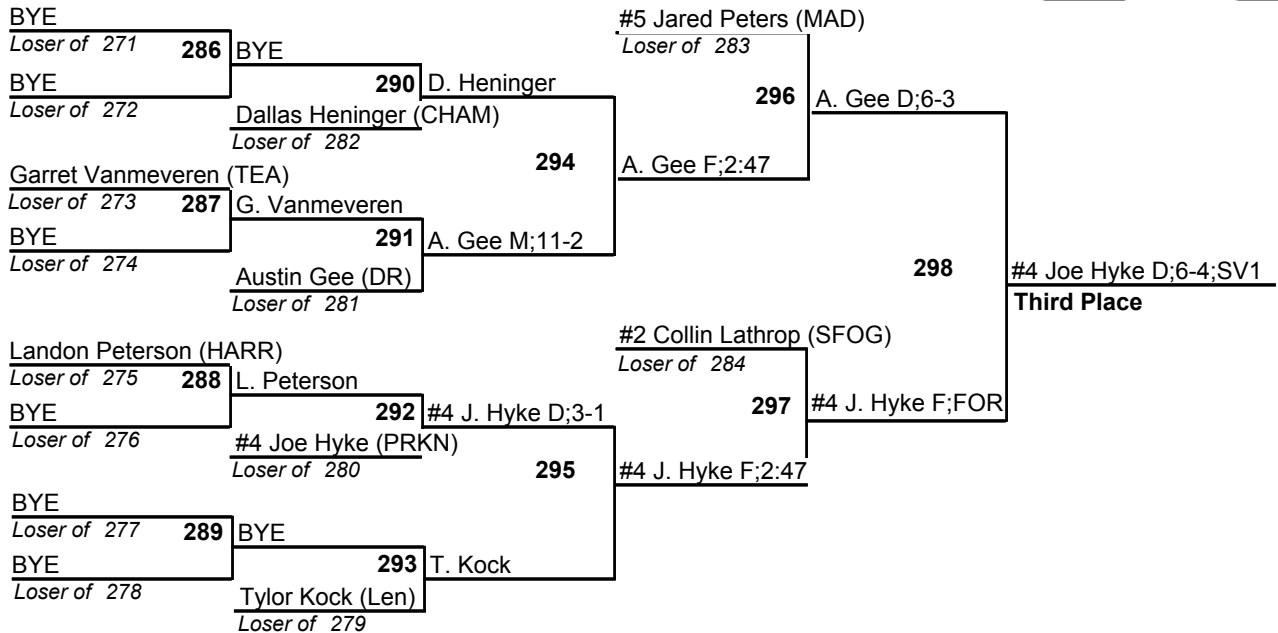 BYE
Loser of 271
286 BYE
BYE
Loser of 272
290 D. Heninger
Dallas Heninger (CHAM)
Loser of 282
Garret Vanmeveren (TEA)
Loser of 273
287 G. Vanmeveren
BYE
Loser of 274
291 A. Gee M;11-2
Austin Gee (DR)
Loser of 281
294 A. Gee F;2:47
#5 Jared Peters (MAD)
Loser of 283
296 A. Gee D;6-3
Landon Peterson (HARR)
Loser of 275
288 L. Peterson
BYE
Loser of 276
292 #4 J. Hyke D;3-1
#4 Joe Hyke (PRKN)
Loser of 280
BYE
Loser of 277
289 BYE
BYE
Loser of 278
293 T. Kock
Tylor Kock (Len)
Loser of 279
295 #4 J. Hyke F;2:47
#2 Collin Lathrop (SFOG)
Loser of 284
297 #4 J. Hyke F;FOR
298 #4 Joe Hyke D;6-4;SV1
Third Place